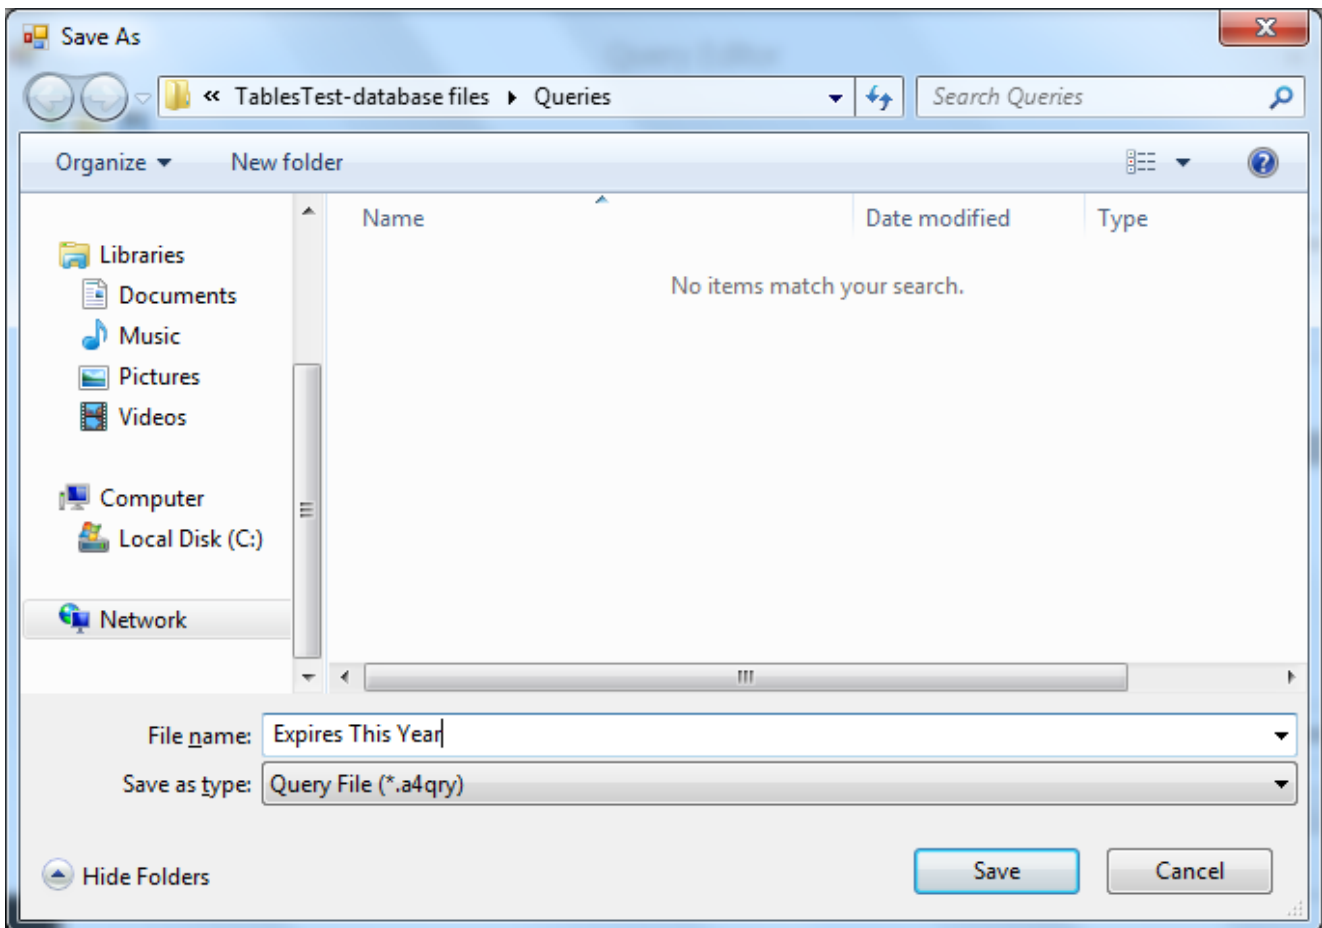 Save As
Query Editor
« TablesTest-database files Queries
Search Queries
Organize New folder
Name Date modified Type
No items match your search.
Libraries
Documents
Music
Pictures
Videos
Computer
Local Disk (C:)
Network
File name: Expires This Year
Save as type: Query File (*.a4qry)
Hide Folders Save Cancel